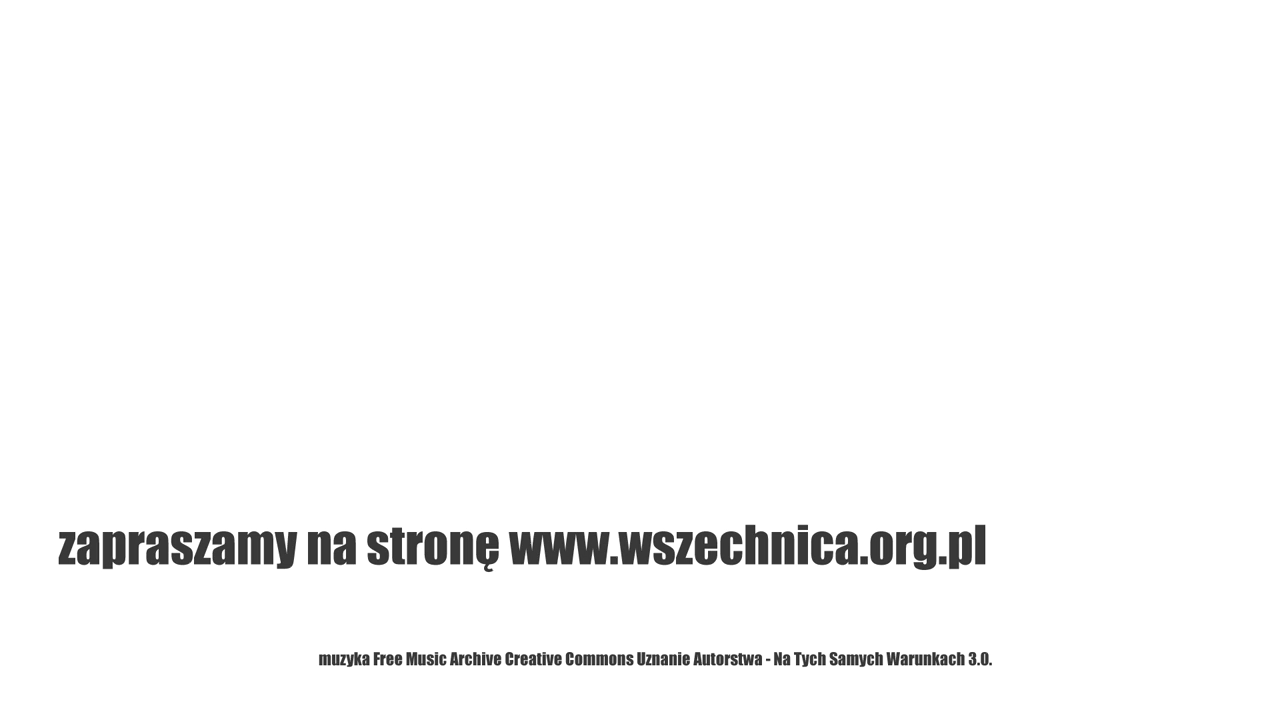 zapraszamy na stronę www.wszechnica.org.pl
muzyka Free Music Archive Creative Commons Uznanie Autorstwa - Na Tych Samych Warunkach 3.0.